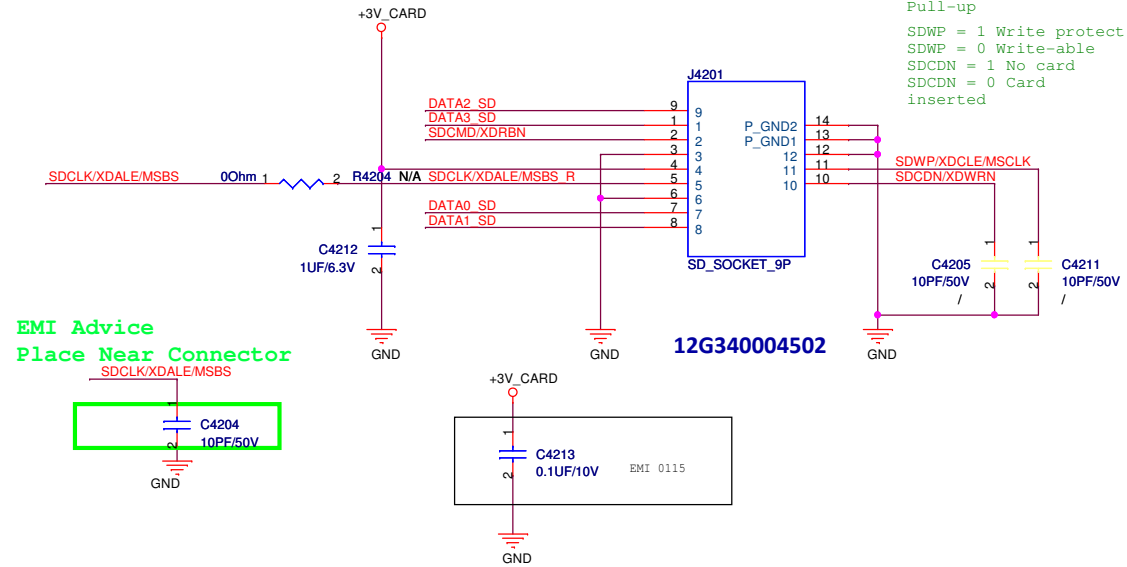 Pull-up
SDWP = 1 Write protect
SDWP = 0 Write-able
SDCDN = 1 No card
SDCDN = 0 Card
inserted
+3V_CARD
J4201
DATA2_SD 9 9
DATA3_SD 1 1
SDCMD/XDRBN 2 2
3 3
4 4
SDCLK/XDALE/MSBS 0Ohm 1 2 R4204 N/A SDCLK/XDALE/MSBS_R 5 5
6 6
DATA0_SD 7 7
DATA1_SD 8 8
P_GND2 14
P_GND1 13
12 12
11 11 SDWP/XDCLE/MSCLK
10 10 SDCDN/XDWRN
SD_SOCKET_9P
1
C4212
1UF/6.3V
2
1
C4205
10PF/50V
2
/
1
C4211
10PF/50V
2
/
GND
GND
GND
12G340004502
EMI Advice
Place Near Connector
SDCLK/XDALE/MSBS
1
C4204
10PF/50V
2
GND
+3V_CARD
1
C4213
0.1UF/10V
2
EMI 0115
GND